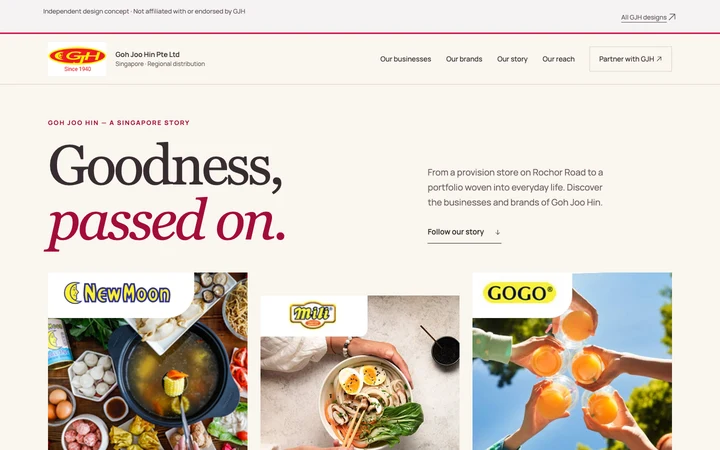 Independent design concept · Not affiliated with or endorsed by GJH
All GJH designs ↗
GJH
Since 1940
Goh Joo Hin Pte Ltd
Singapore · Regional distribution
Our businesses
Our brands
Our story
Our reach
Partner with GJH ↗
GOH JOO HIN — A SINGAPORE STORY
Goodness,
passed on.
From a provision store on Rochor Road to a
portfolio woven into everyday life. Discover
the businesses and brands of Goh Joo Hin.
Follow our story ↓
New Moon
mili
GOGO®